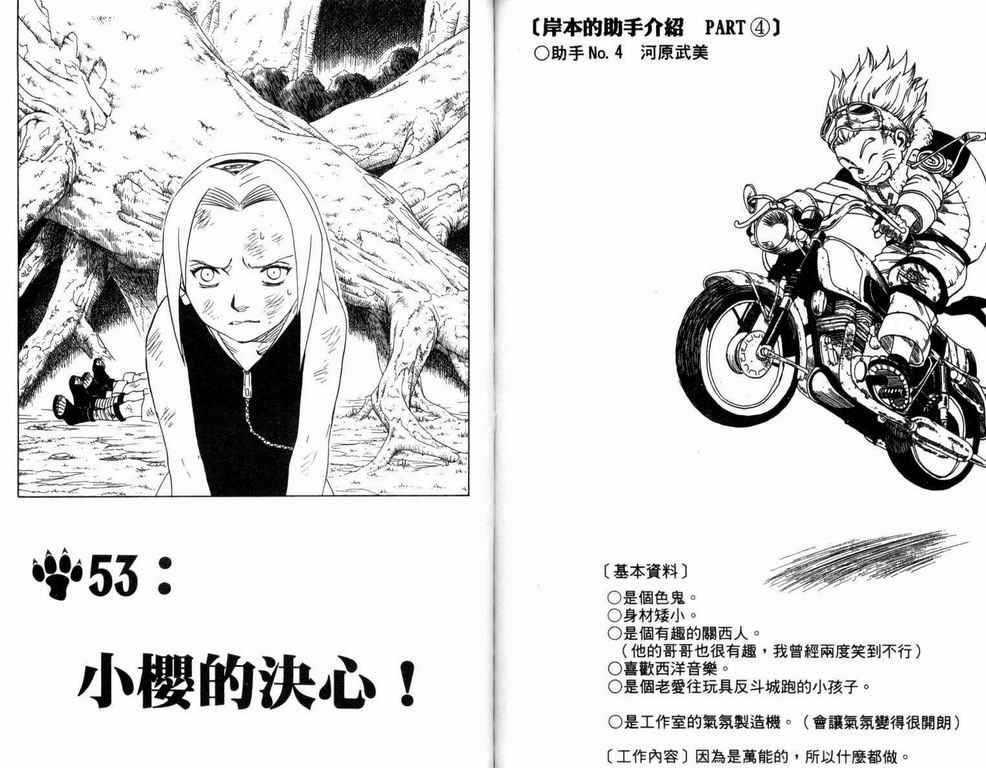 〔岸本的助手介紹　PART④〕
○助手No.4　河原武美
〔基本資料〕
○是個色鬼。
○身材矮小。
○是個有趣的關西人。
（他的哥哥也很有趣，我曾經兩度笑到不行）
○喜歡西洋音樂。
○是個老愛往玩具反斗城跑的小孩子。
○是工作室的氣氛製造機。（會讓氣氛變得很開朗）
〔工作內容〕因為是萬能的，所以什麼都做。
53：
小櫻的決心！